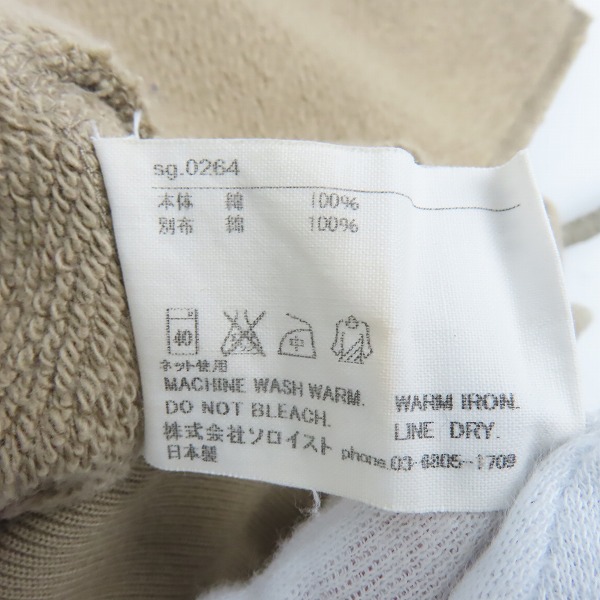 sg.0264
本体 綿 100%
別布 綿 100%
40 中
ネット使用
MACHINE WASH WARM. WARM IRON.
DO NOT BLEACH. LINE DRY.
株式会社ソロイスト phone.03-6805-1709
日本製